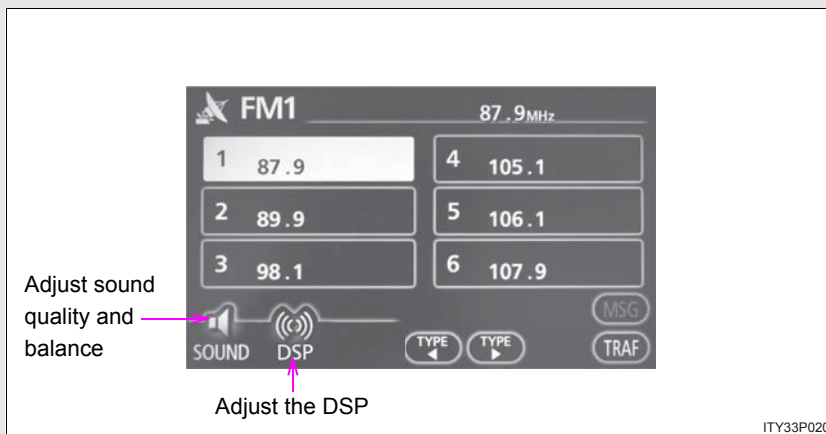 FM1 87.9MHz
1 87.9
4 105.1
2 89.9
5 106.1
3 98.1
6 107.9
Adjust sound
quality and
balance
MSG
SOUND DSP TYPE TYPE TRAF
Adjust the DSP
ITY33P020